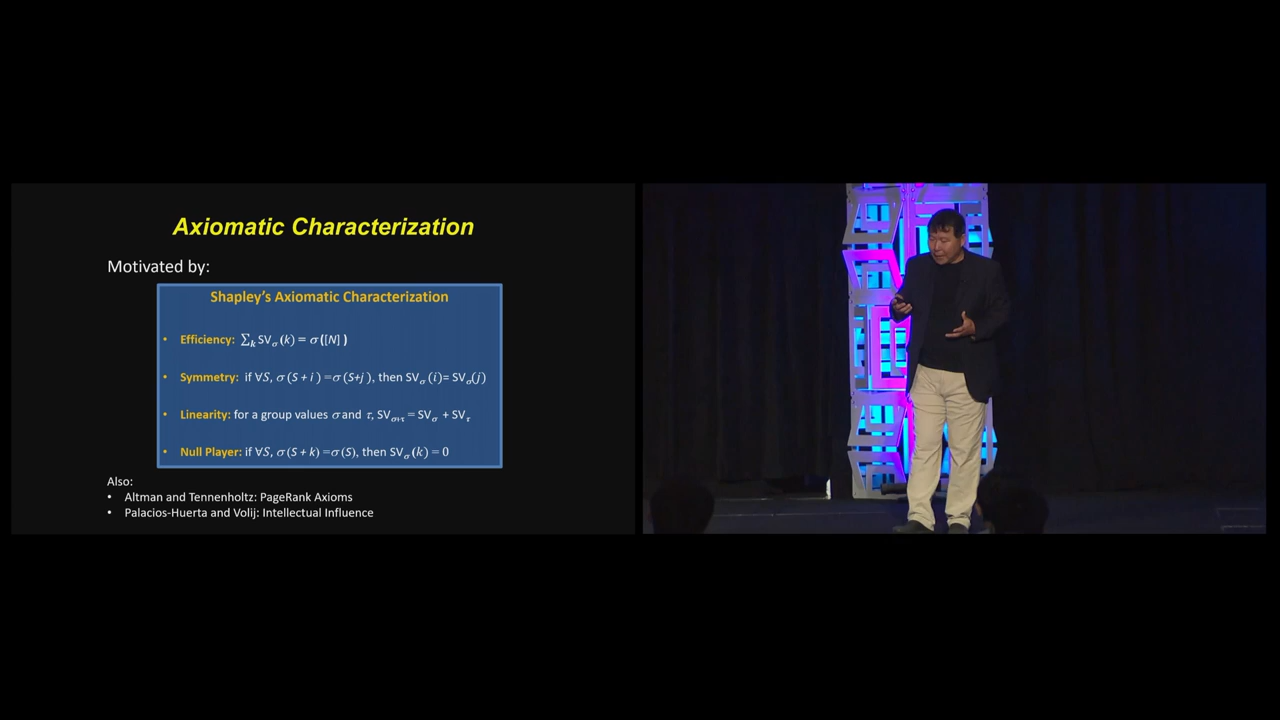 Axiomatic Characterization
Motivated by:
Shapley's Axiomatic Characterization
• Efficiency: ∑ₖ SVσ(k) = σ([N])
• Symmetry: if ∀S, σ(S + i) =σ(S+j), then SVσ(i)= SVσ(j)
• Linearity: for a group values σ and τ, SVσ+τ = SVσ + SVτ
• Null Player: if ∀S, σ(S + k) =σ(S), then SVσ(k) = 0
Also:
• Altman and Tennenholtz: PageRank Axioms
• Palacios-Huerta and Volij: Intellectual Influence